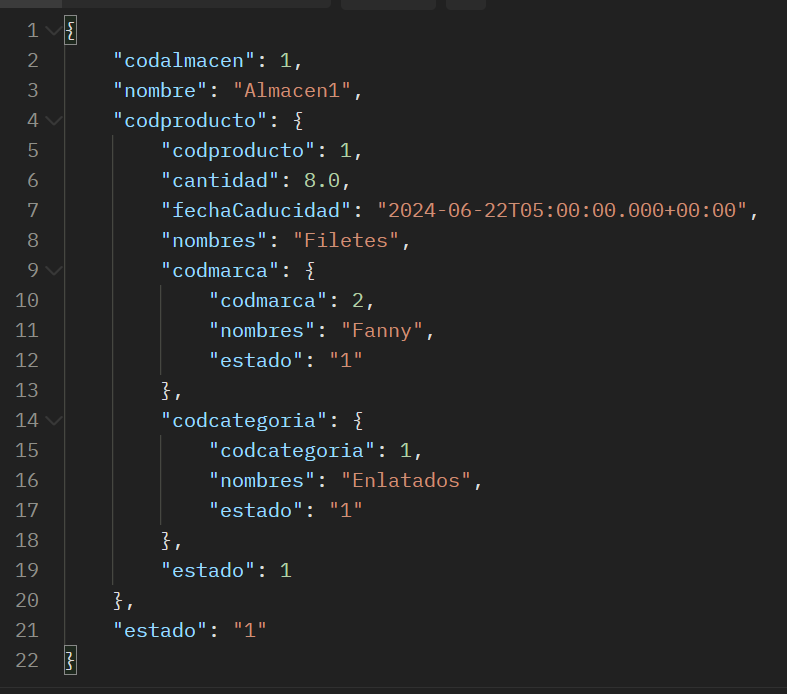 1 {
2 "codalmacen": 1,
3 "nombre": "Almacen1",
4 "codproducto": {
5 "codproducto": 1,
6 "cantidad": 8.0,
7 "fechaCaducidad": "2024-06-22T05:00:00.000+00:00",
8 "nombres": "Filetes",
9 "codmarca": {
10 "codmarca": 2,
11 "nombres": "Fanny",
12 "estado": "1"
13 },
14 "codcategoria": {
15 "codcategoria": 1,
16 "nombres": "Enlatados",
17 "estado": "1"
18 },
19 "estado": 1
20 },
21 "estado": "1"
22 }